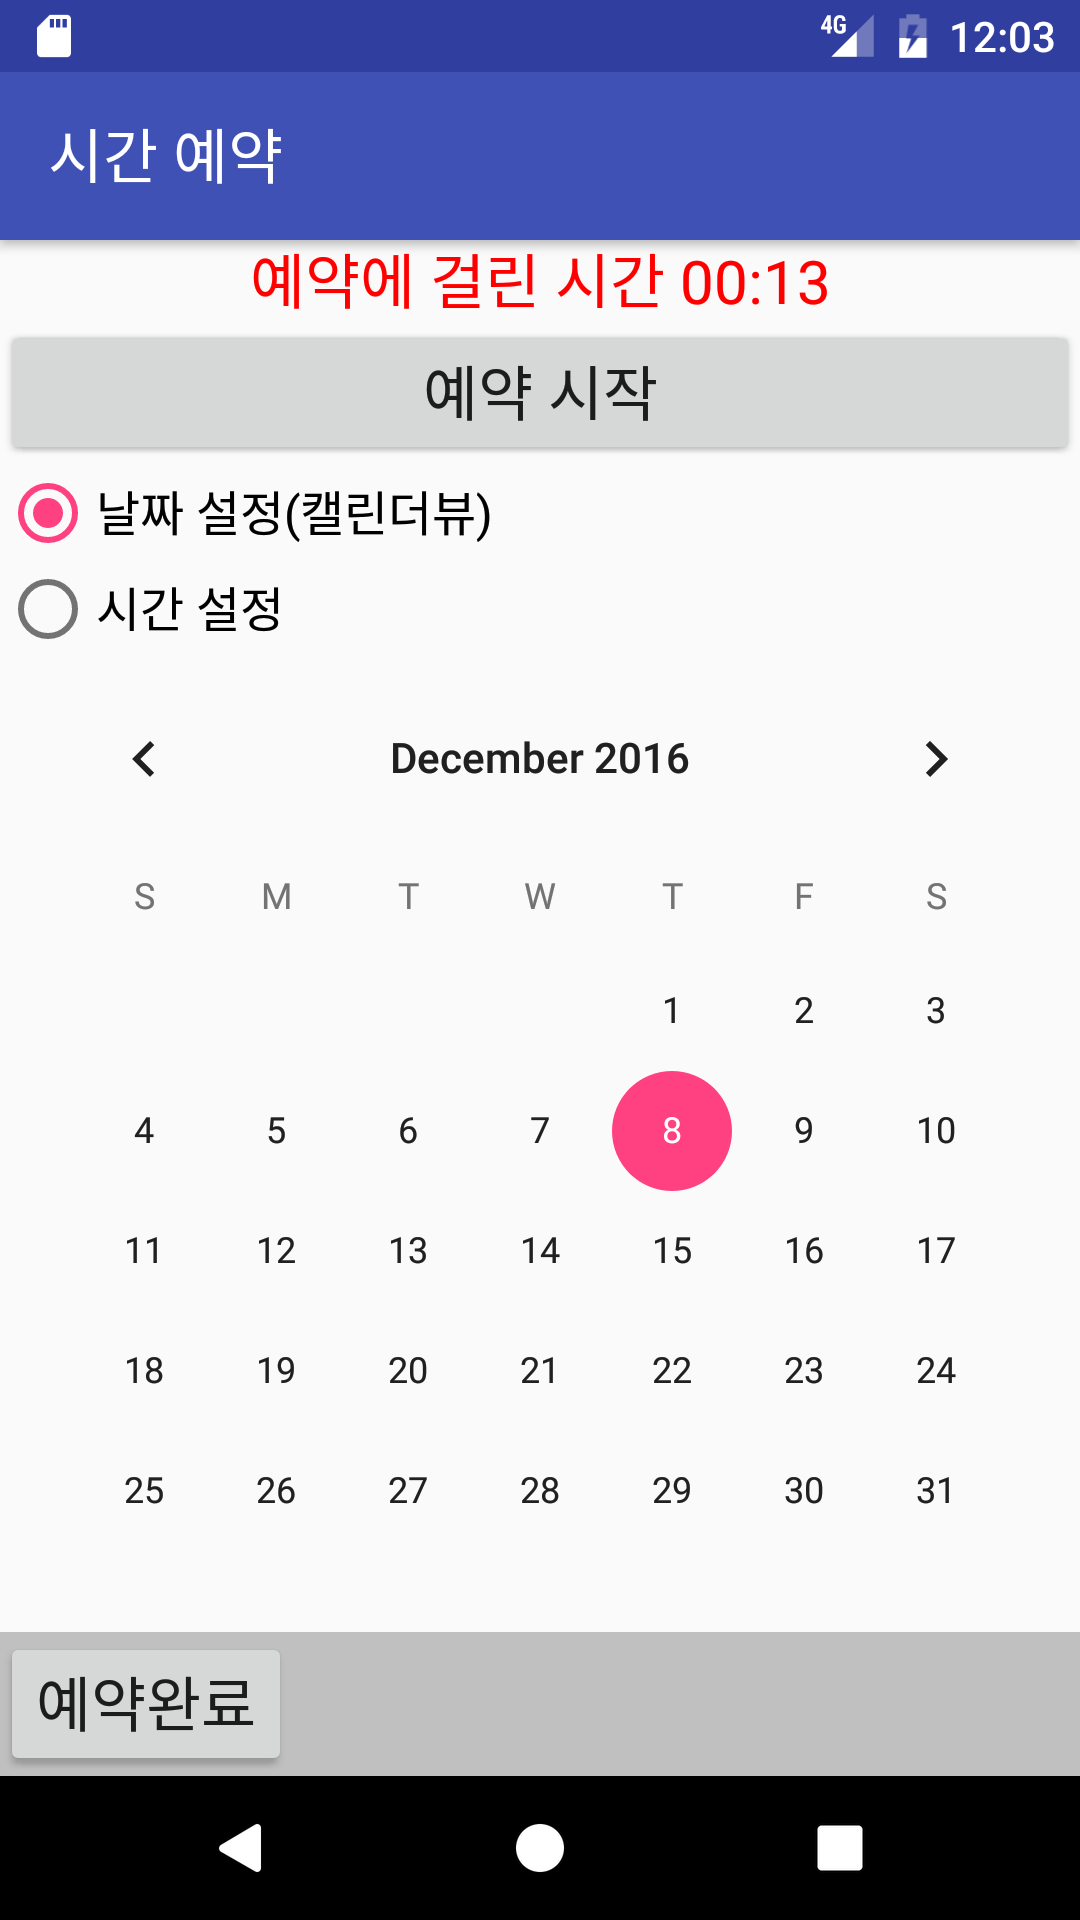 4G 12:03
시간 예약
예약에 걸린 시간 00:13
예약 시작
날짜 설정(캘린더뷰)
시간 설정
December 2016
S M T W T F S
1 2 3
4 5 6 7 8 9 10
11 12 13 14 15 16 17
18 19 20 21 22 23 24
25 26 27 28 29 30 31
예약완료